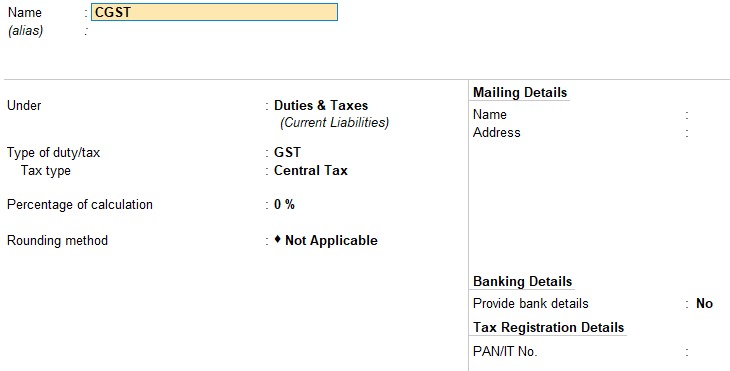 Name : CGST
(alias) :
Under : Duties & Taxes
(Current Liabilities)
Type of duty/tax : GST
Tax type : Central Tax
Percentage of calculation : 0 %
Rounding method : ♦ Not Applicable
Mailing Details
Name :
Address :
Banking Details
Provide bank details : No
Tax Registration Details
PAN/IT No. :